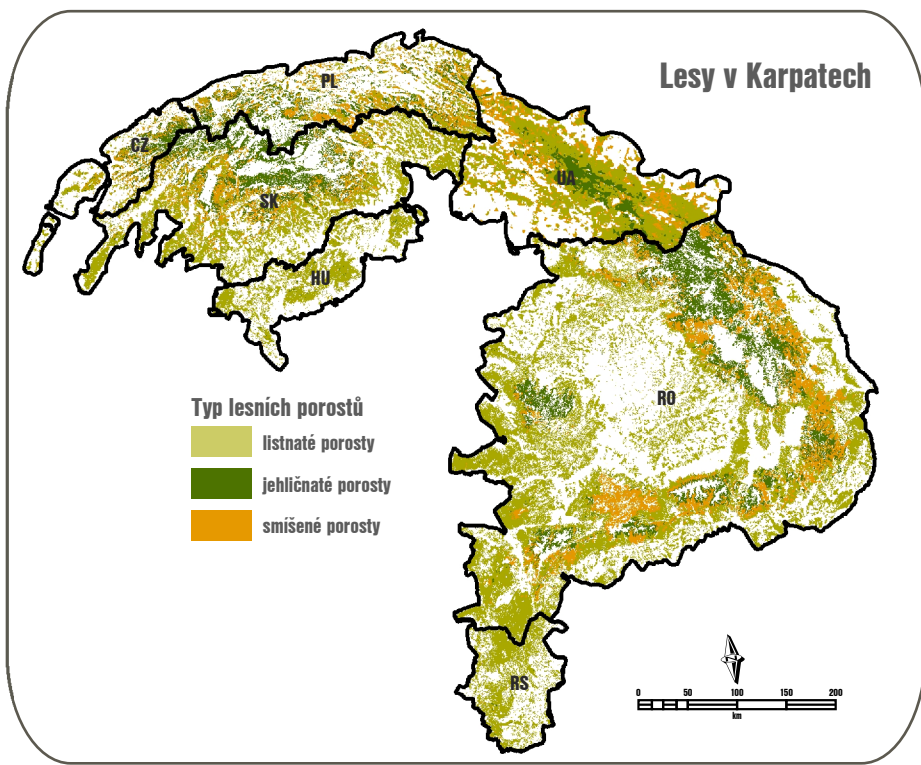 Lesy v Karpatech
PL
CZ
UA
SK
HU
RO
Typ lesních porostů
listnaté porosty
jehličnaté porosty
smíšené porosty
RS
0 50 100 150 200
km